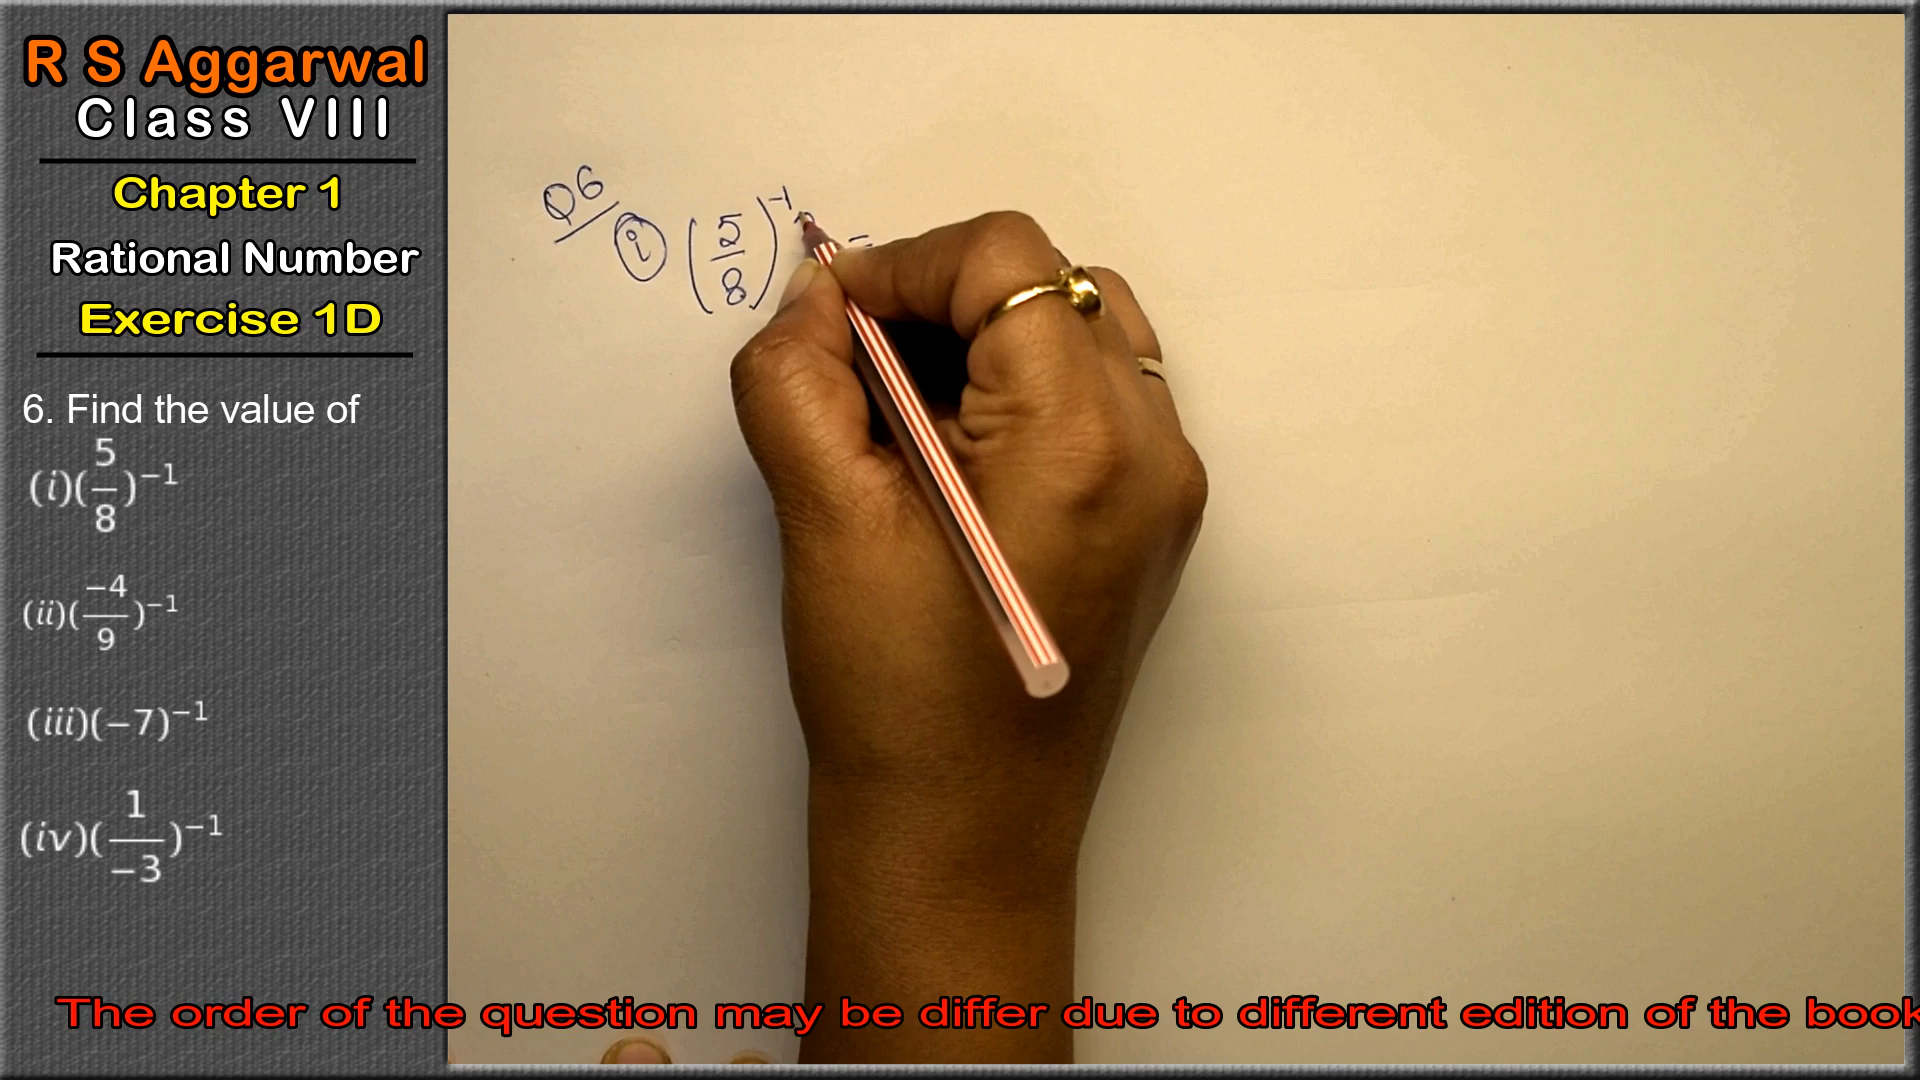 R S Aggarwal
Class VIII
Chapter 1
Rational Number
Exercise 1D
6. Find the value of
(i)(5/8)^−1
(ii)(−4/9)^−1
(iii)(−7)^−1
(iv)(1/−3)^−1
Q6
i (5/8)^-1 =
The order of the question may be differ due to different edition of the book